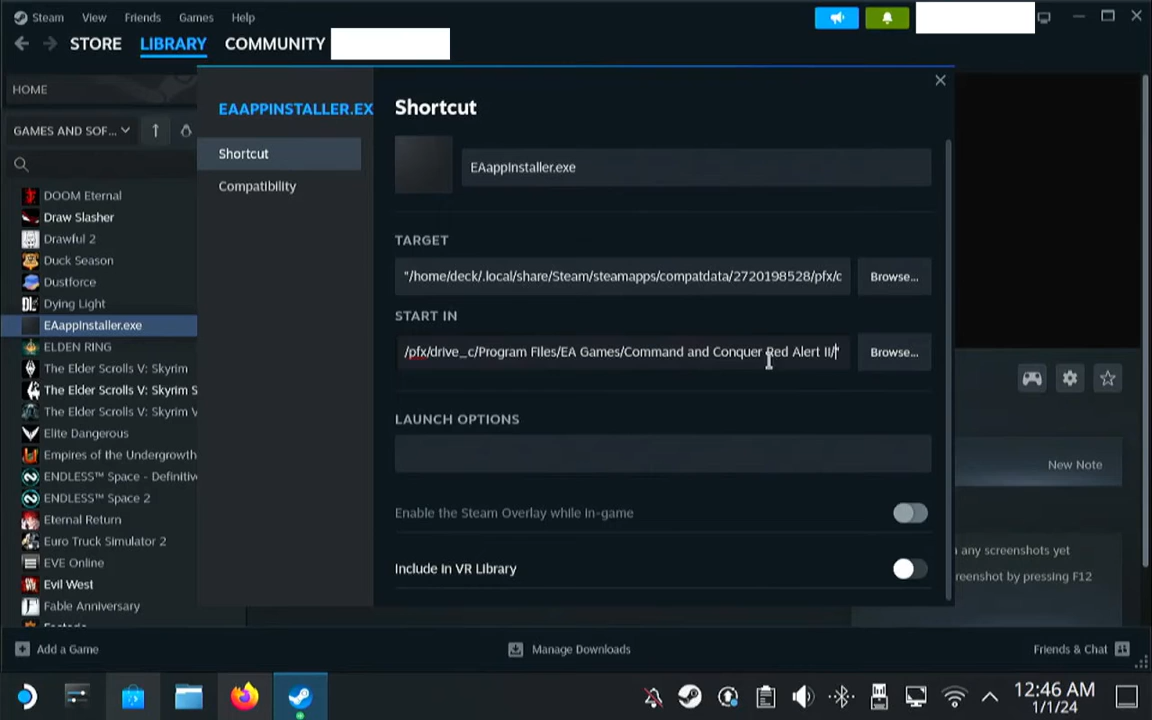 Steam View Friends Games Help
STORE LIBRARY COMMUNITY
HOME
GAMES AND SOF...
DOOM Eternal
Draw Slasher
Drawful 2
Duck Season
Dustforce
Dying Light
EAappInstaller.exe
ELDEN RING
The Elder Scrolls V: Skyrim
The Elder Scrolls V: Skyrim S
The Elder Scrolls V: Skyrim V
Elite Dangerous
Empires of the Undergrowth
ENDLESS™ Space - Definitiv
ENDLESS™ Space 2
Eternal Return
Euro Truck Simulator 2
EVE Online
Evil West
Fable Anniversary
EAAPPINSTALLER.EX
Shortcut
Compatibility
Shortcut
EAappInstaller.exe
TARGET
"/home/deck/.local/share/Steam/steamapps/compatdata/2720198528/pfx/c
Browse...
START IN
/pfx/drive_c/Program Files/EA Games/Command and Conquer Red Alert II/
Browse...
LAUNCH OPTIONS
Enable the Steam Overlay while in-game
Include in VR Library
New Note
any screenshots yet
screenshot by pressing F12
Add a Game
Manage Downloads
Friends & Chat
12:46 AM
1/1/24